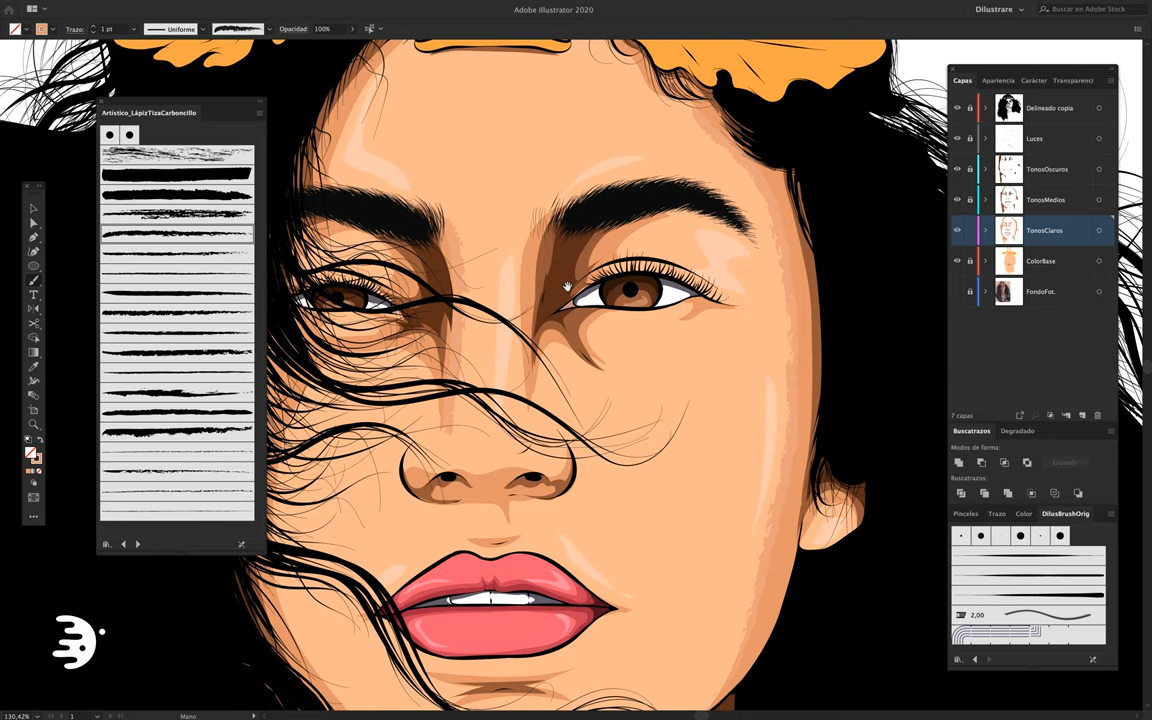 Adobe Illustrator 2020
Dilustrare
Buscar en Adobe Stock
Trazo:
1 pt
Uniforme
Opacidad:
100%
Artístico_LápizTizaCarboncillo
Capas
Apariencia
Carácter
Transparenci
Delineado copia
Luces
TonosOscuros
TonosMedios
TonosClaros
ColorBase
FondoFot.
7 capas
Buscatrazos
Degradado
Modos de forma:
Expandir
Buscatrazos:
Pinceles
Trazo
Color
DilusBrushOrig
2,00
130,42%
1
Mano